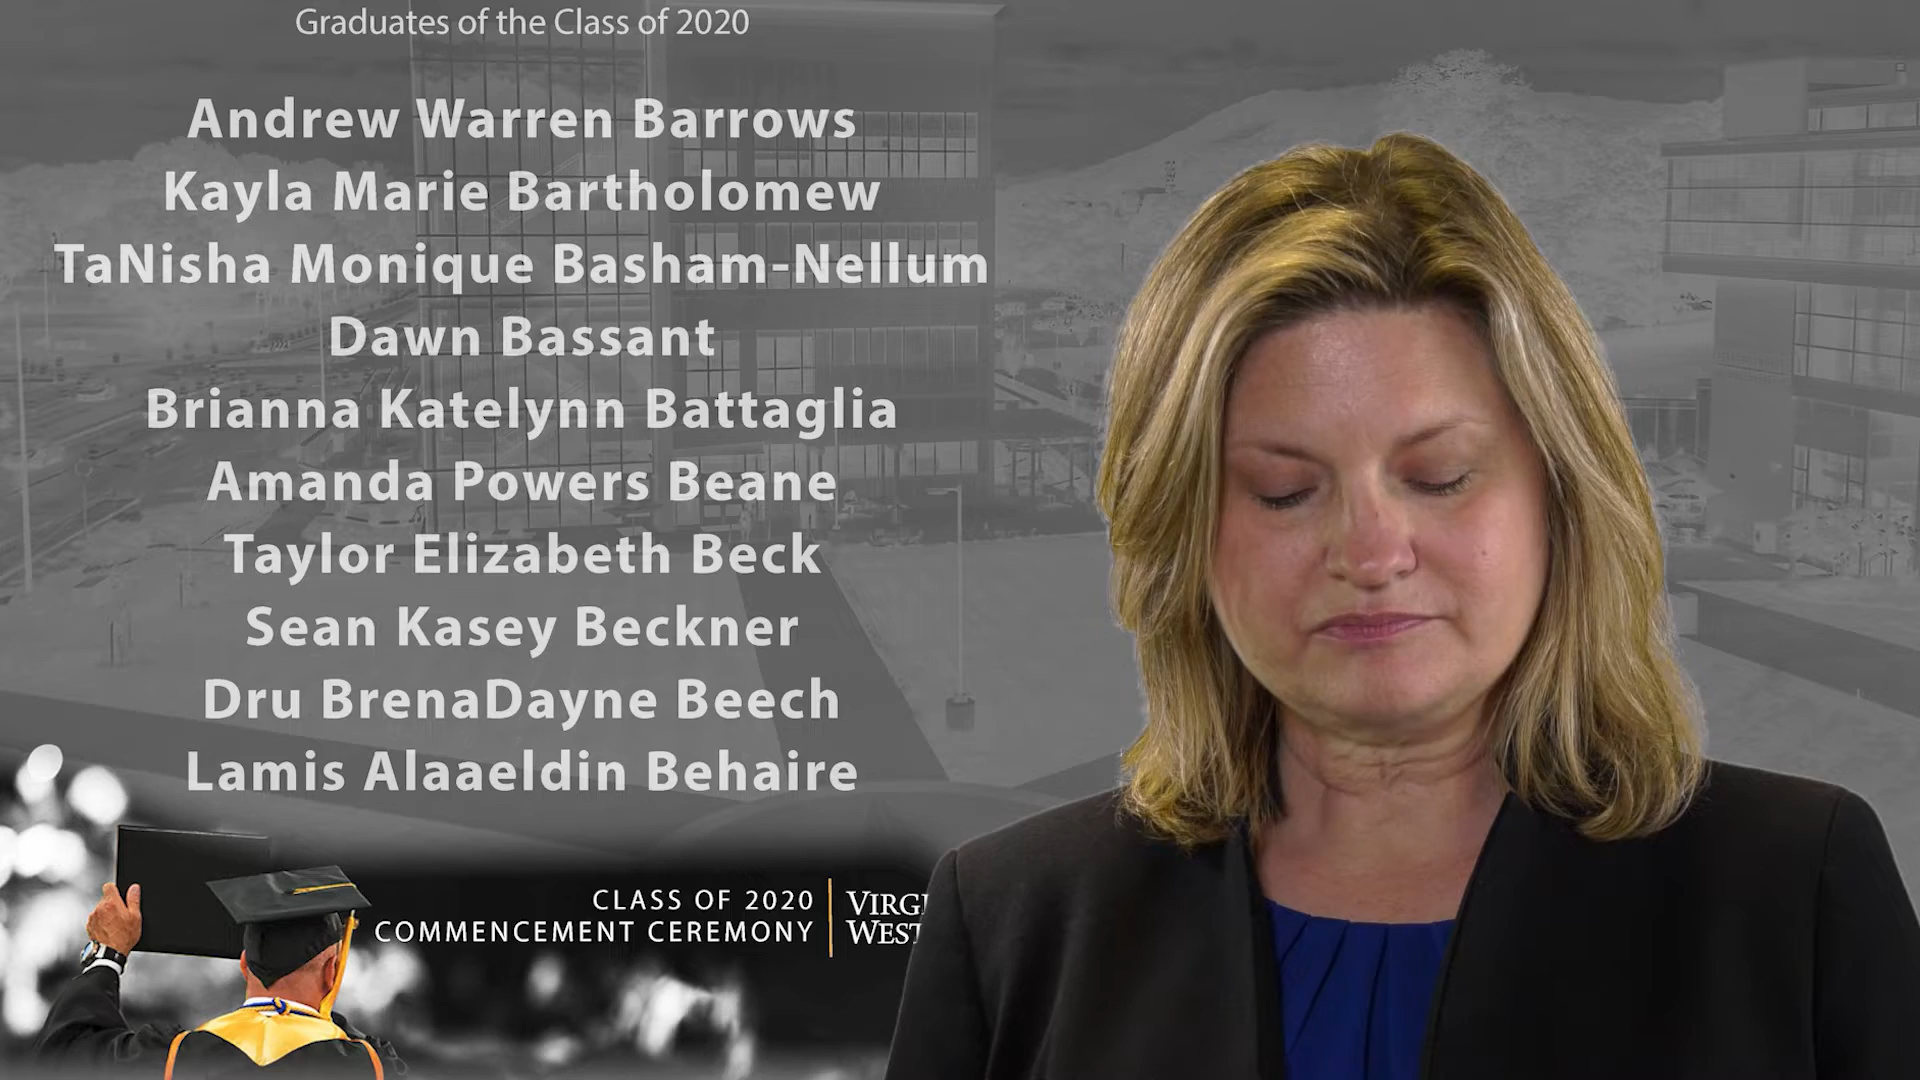 Graduates of the Class of 2020
Andrew Warren Barrows
Kayla Marie Bartholomew
TaNisha Monique Basham-Nellum
Dawn Bassant
Brianna Katelynn Battaglia
Amanda Powers Beane
Taylor Elizabeth Beck
Sean Kasey Beckner
Dru BrenaDayne Beech
Lamis Alaaeldin Behaire
CLASS OF 2020
COMMENCEMENT CEREMONY